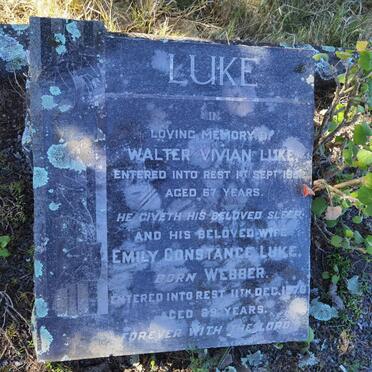 LUKE
IN
LOVING MEMORY OF
WALTER VIVIAN LUKE,
ENTERED INTO REST 1ST SEPT
AGED 67 YEARS.
HE GIVETH HIS BELOVED SLEEP.
AND HIS BELOVED WIFE
EMILY CONSTANCE LUKE,
BORN WEBBER.
ENTERED INTO REST 11TH DEC. 1978
AGED 89 YEARS.
FOREVER WITH THE LORD.